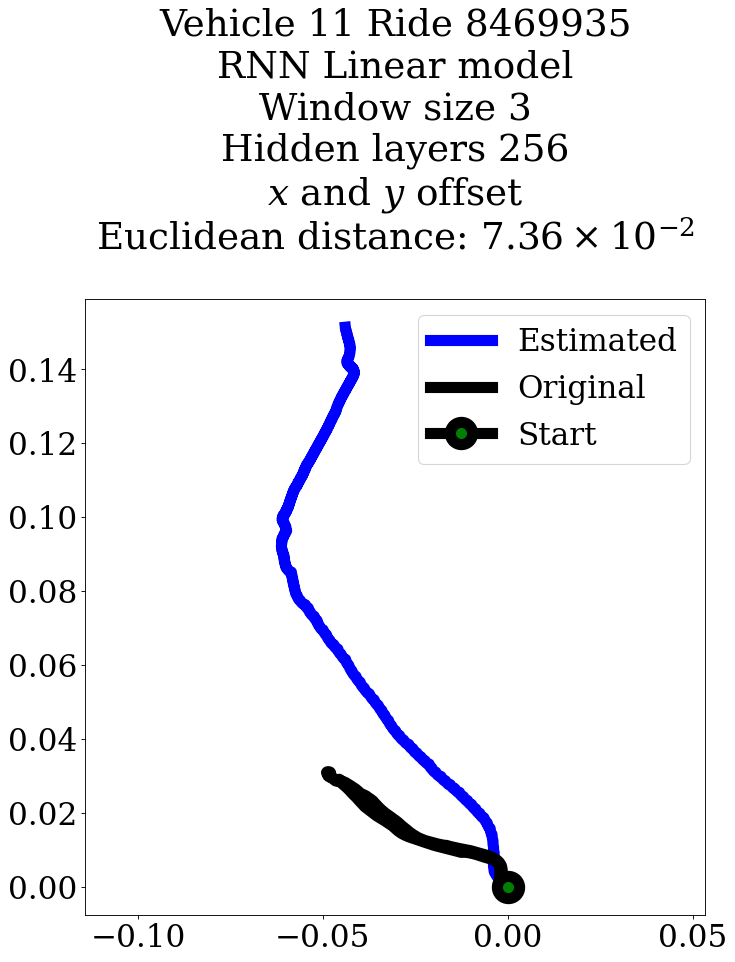 Vehicle 11 Ride 8469935
RNN Linear model
Window size 3
Hidden layers 256
x and y offset
Euclidean distance: 7.36 × 10⁻²
Estimated
Original
Start
0.14
0.12
0.10
0.08
0.06
0.04
0.02
0.00
−0.10
−0.05
0.00
0.05